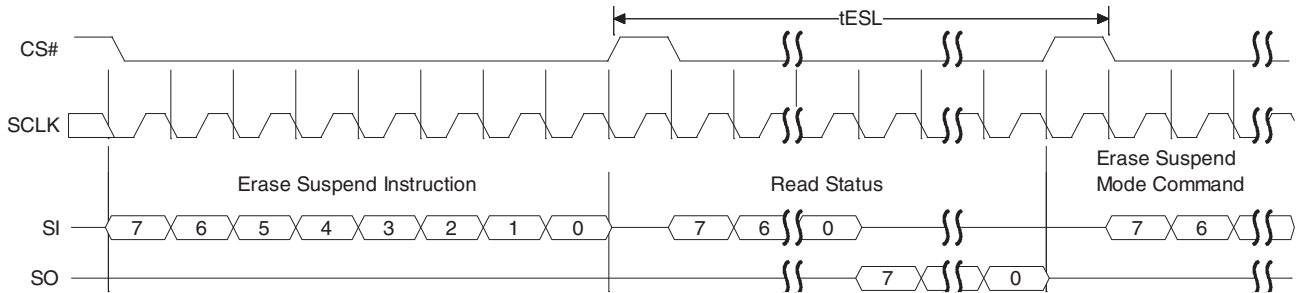 tESL
CS#
SCLK
Erase Suspend Instruction
Read Status
Erase Suspend
Mode Command
SI 7 6 5 4 3 2 1 0 7 6 0 7 6
SO 7 0